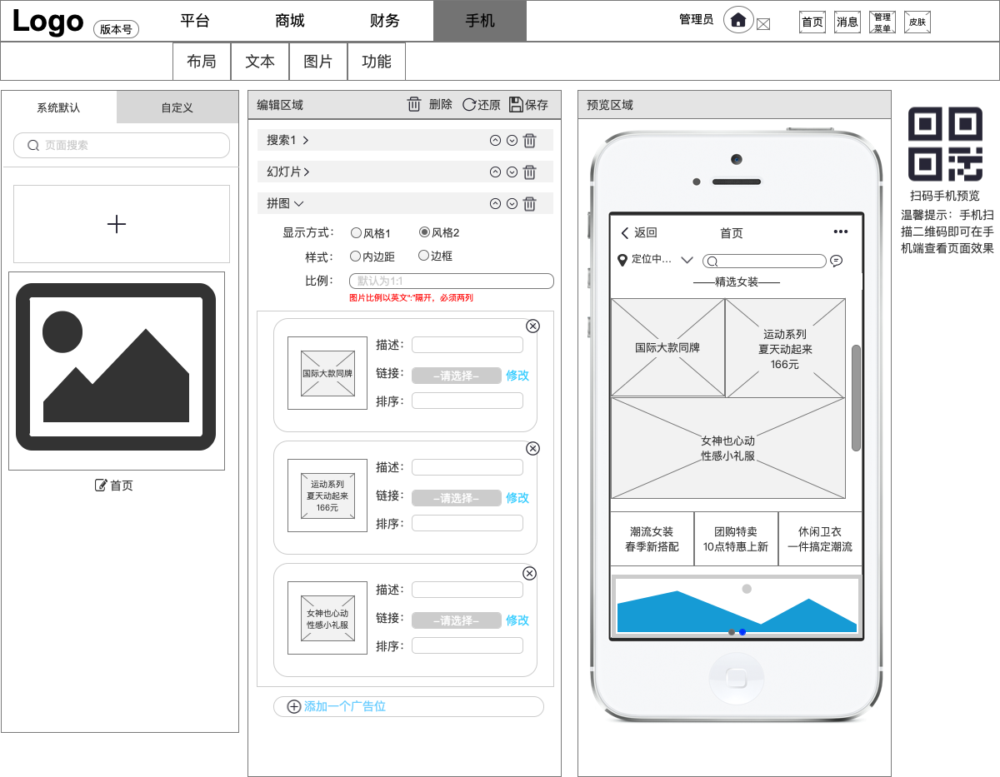 Logo
版本号
平台
商城
财务
手机
管理员
首页
消息
管理
菜单
皮肤
布局
文本
图片
功能
系统默认
自定义
页面搜索
首页
编辑区域
删除
还原
保存
搜索1
幻灯片
拼图
显示方式：
风格1
风格2
样式：
内边距
边框
比例：
默认为1:1
图片比例以英文“:”隔开，必须两列
国际大款同牌
描述：
链接：
–请选择–
修改
排序：
运动系列
夏天动起来
166元
描述：
链接：
–请选择–
修改
排序：
女神也心动
性感小礼服
描述：
链接：
–请选择–
修改
排序：
添加一个广告位
预览区域
返回
首页
定位中...
——精选女装——
国际大款同牌
运动系列
夏天动起来
166元
女神也心动
性感小礼服
潮流女装
春季新搭配
团购特卖
10点特惠上新
休闲卫衣
一件搞定潮流
扫码手机预览
温馨提示：手机扫
描二维码即可在手
机端查看页面效果